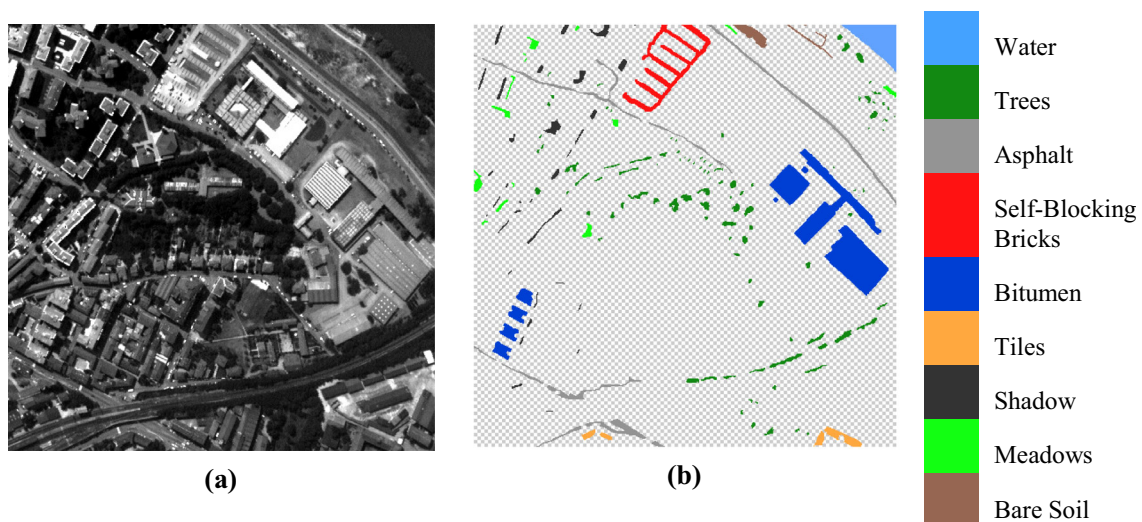 Water
Trees
Asphalt
Self-Blocking
Bricks
Bitumen
Tiles
Shadow
Meadows
Bare Soil
(a)
(b)